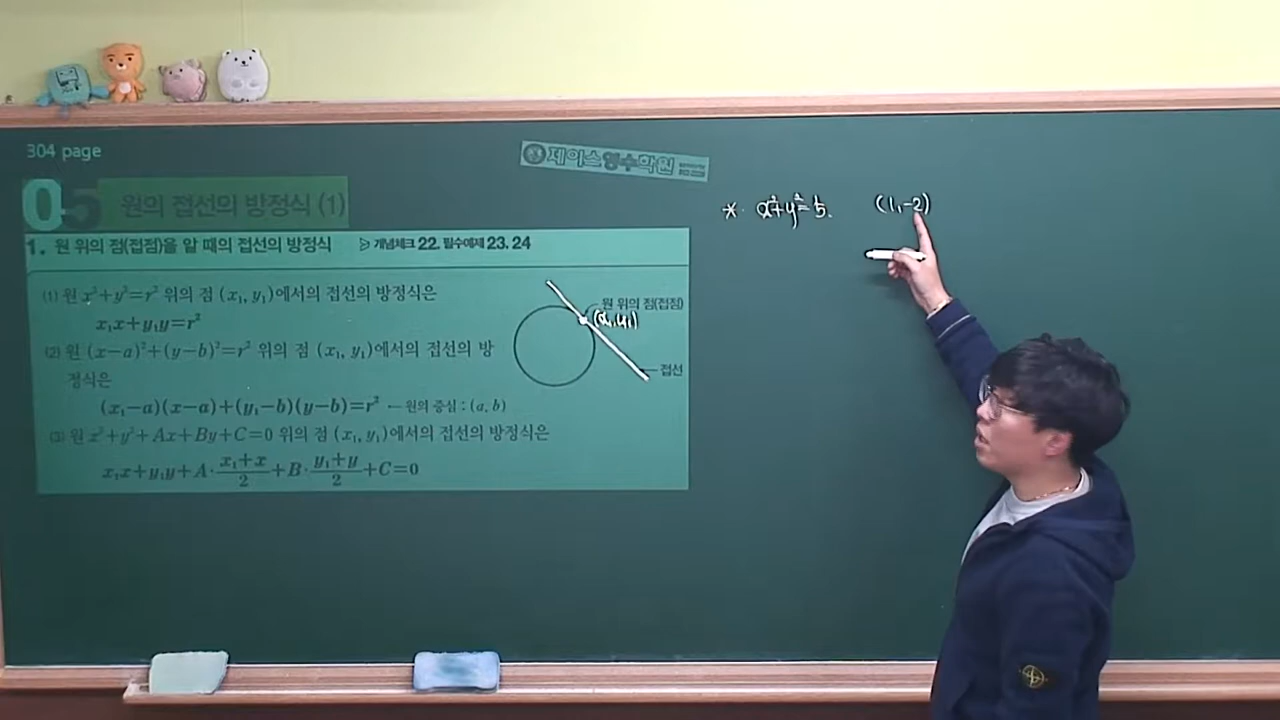 304 page
제이스영수학원
05 원의 접선의 방정식 (1)
1. 원 위의 점(접점)을 알 때의 접선의 방정식 ≫ 개념체크 22. 필수예제 23, 24
(1) 원 x²+y²=r² 위의 점 (x₁, y₁)에서의 접선의 방정식은
x₁x+y₁y=r²
(2) 원 (x-a)²+(y-b)²=r² 위의 점 (x₁, y₁)에서의 접선의 방
정식은
(x₁-a)(x-a)+(y₁-b)(y-b)=r² ← 원의 중심 : (a, b)
(3) 원 x²+y²+Ax+By+C=0 위의 점 (x₁, y₁)에서의 접선의 방정식은
x₁x+y₁y+A·(x₁+x)/2+B·(y₁+y)/2+C=0
원 위의 점(접점)
(x₁,y₁)
접선
* x²+y²=5. (1,-2)